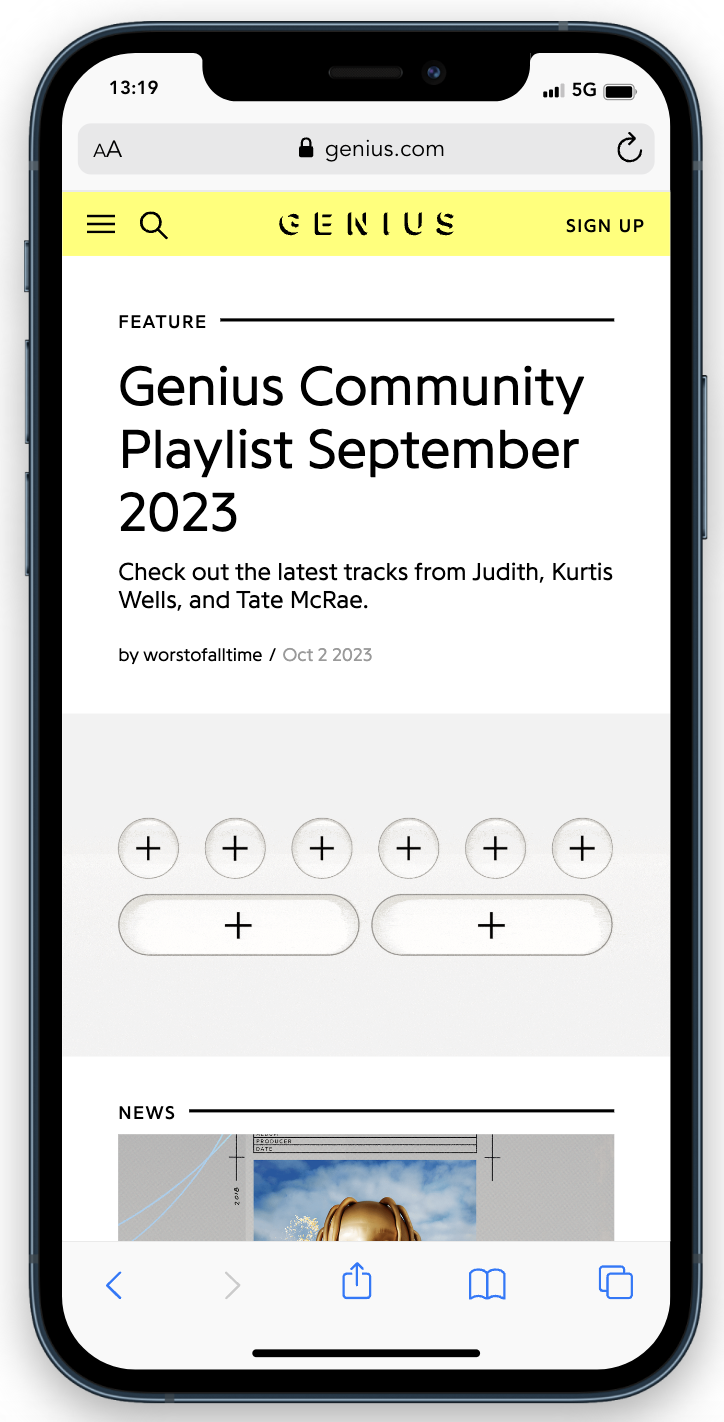 13:19
5G
AA
genius.com
GENIUS
SIGN UP
FEATURE
Genius Community
Playlist September
2023
Check out the latest tracks from Judith, Kurtis
Wells, and Tate McRae.
by worstofalltime / Oct 2 2023
NEWS
PRODUCER
DATE
2018